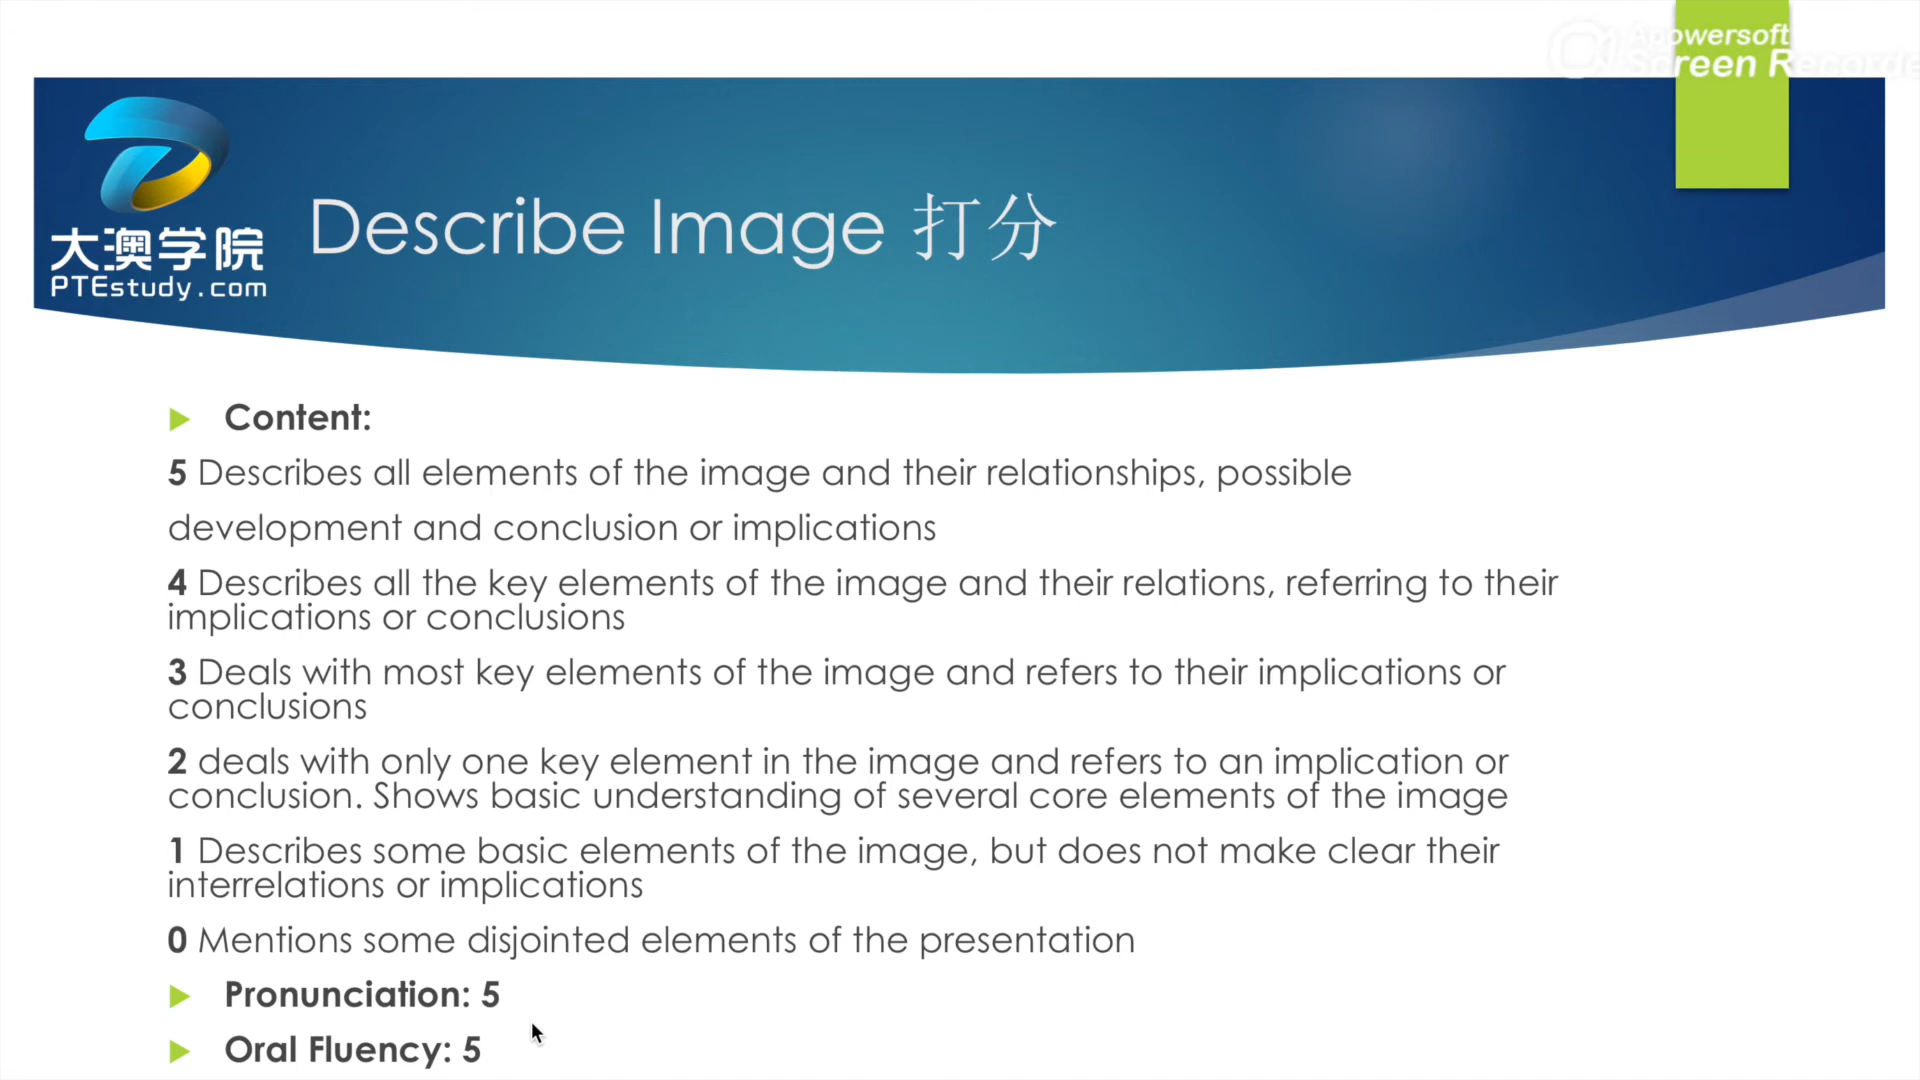 Apowersoft
Screen Recorde
大澳学院
PTEstudy.com
Describe Image 打分
Content:
5 Describes all elements of the image and their relationships, possible
development and conclusion or implications
4 Describes all the key elements of the image and their relations, referring to their
implications or conclusions
3 Deals with most key elements of the image and refers to their implications or
conclusions
2 deals with only one key element in the image and refers to an implication or
conclusion. Shows basic understanding of several core elements of the image
1 Describes some basic elements of the image, but does not make clear their
interrelations or implications
0 Mentions some disjointed elements of the presentation
Pronunciation: 5
Oral Fluency: 5